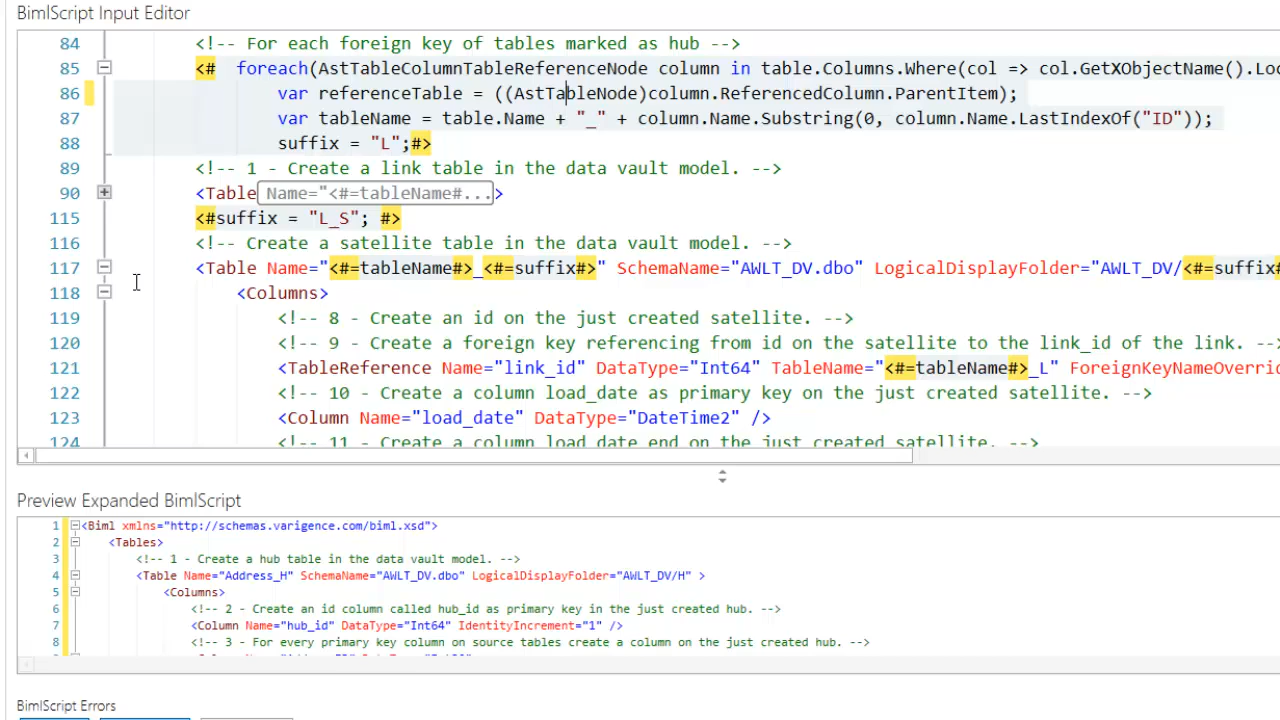 BimlScript Input Editor
84 <!-- For each foreign key of tables marked as hub -->
85 <# foreach(AstTableColumnTableReferenceNode column in table.Columns.Where(col => col.GetXObjectName().Loc
86 var referenceTable = ((AstTableNode)column.ReferencedColumn.ParentItem);
87 var tableName = table.Name + "_" + column.Name.Substring(0, column.Name.LastIndexOf("ID"));
88 suffix = "L";#>
89 <!-- 1 - Create a link table in the data vault model. -->
90 <Table Name="<#=tableName#...>
115 <#suffix = "L_S"; #>
116 <!-- Create a satellite table in the data vault model. -->
117 <Table Name="<#=tableName#>_<#=suffix#>" SchemaName="AWLT_DV.dbo" LogicalDisplayFolder="AWLT_DV/<#=suffix#
118 <Columns>
119 <!-- 8 - Create an id on the just created satellite. -->
120 <!-- 9 - Create a foreign key referencing from id on the satellite to the link_id of the link. -->
121 <TableReference Name="link_id" DataType="Int64" TableName="<#=tableName#>_L" ForeignKeyNameOverrid
122 <!-- 10 - Create a column load_date as primary key on the just created satellite. -->
123 <Column Name="load_date" DataType="DateTime2" />
124 <!-- 11 - Create a column load_date_end on the just created satellite. -->
Preview Expanded BimlScript
1 <Biml xmlns="http://schemas.varigence.com/biml.xsd">
2 <Tables>
3 <!-- 1 - Create a hub table in the data vault model. -->
4 <Table Name="Address_H" SchemaName="AWLT_DV.dbo" LogicalDisplayFolder="AWLT_DV/H" >
5 <Columns>
6 <!-- 2 - Create an id column called hub_id as primary key in the just created hub. -->
7 <Column Name="hub_id" DataType="Int64" IdentityIncrement="1" />
8 <!-- 3 - For every primary key column on source tables create a column on the just created hub. -->
BimlScript Errors